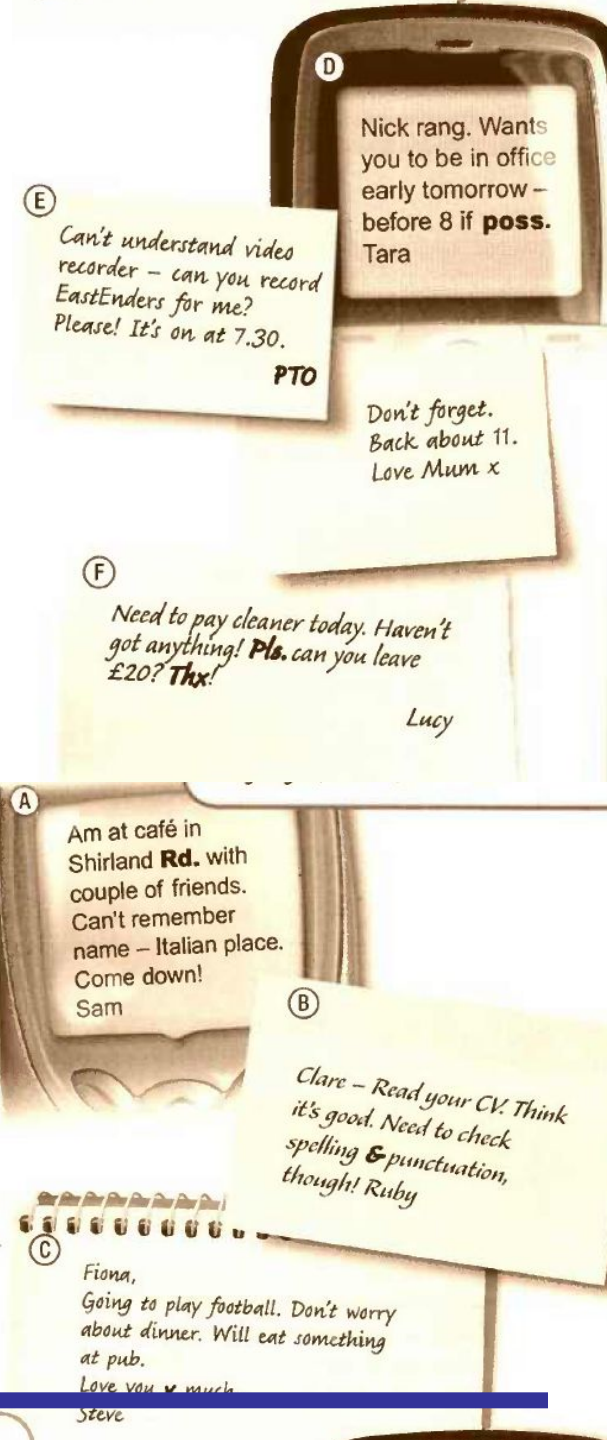 D
Nick rang. Wants
you to be in office
early tomorrow –
before 8 if poss.
Tara
E
Can't understand video
recorder – can you record
EastEnders for me?
Please! It's on at 7.30.
PTO
Don't forget.
Back about 11.
Love Mum x
F
Need to pay cleaner today. Haven't
got anything! Pls. can you leave
£20? Thx!
Lucy
A
Am at café in
Shirland Rd. with
couple of friends.
Can't remember
name – Italian place.
Come down!
Sam
B
Clare – Read your CV. Think
it's good. Need to check
spelling & punctuation,
though! Ruby
C
Fiona,
Going to play football. Don't worry
about dinner. Will eat something
at pub.
Love you v much
Steve